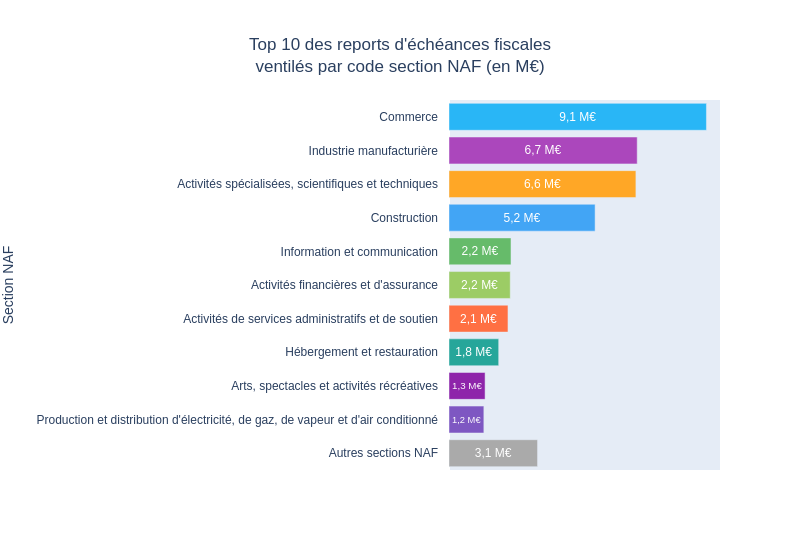 Top 10 des reports d'échéances fiscales
ventilés par code section NAF (en M€)
Section NAF
Commerce 9,1 M€
Industrie manufacturière 6,7 M€
Activités spécialisées, scientifiques et techniques 6,6 M€
Construction 5,2 M€
Information et communication 2,2 M€
Activités financières et d'assurance 2,2 M€
Activités de services administratifs et de soutien 2,1 M€
Hébergement et restauration 1,8 M€
Arts, spectacles et activités récréatives 1,3 M€
Production et distribution d'électricité, de gaz, de vapeur et d'air conditionné 1,2 M€
Autres sections NAF 3,1 M€